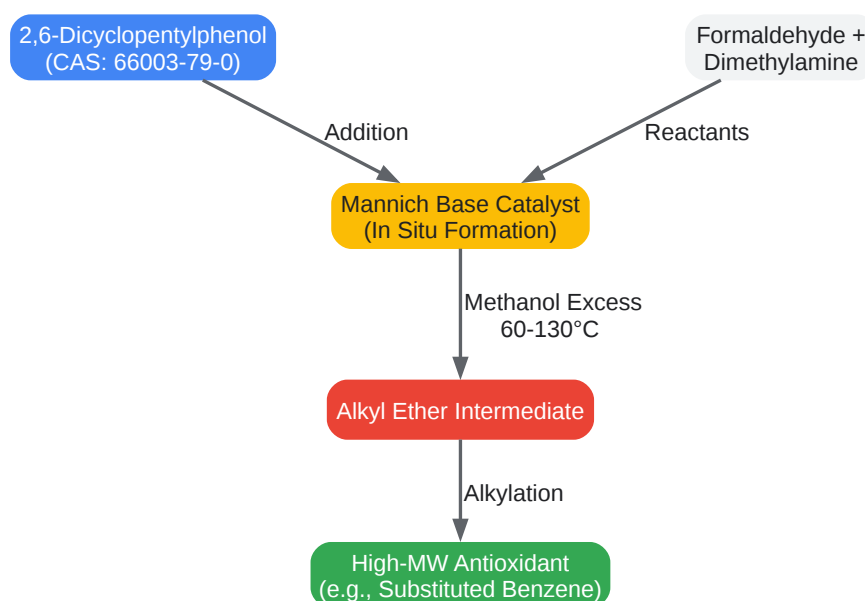 2,6-Dicyclopentylphenol
(CAS: 66003-79-0)
Formaldehyde +
Dimethylamine
Addition
Reactants
Mannich Base Catalyst
(In Situ Formation)
Methanol Excess
60-130°C
Alkyl Ether Intermediate
Alkylation
High-MW Antioxidant
(e.g., Substituted Benzene)